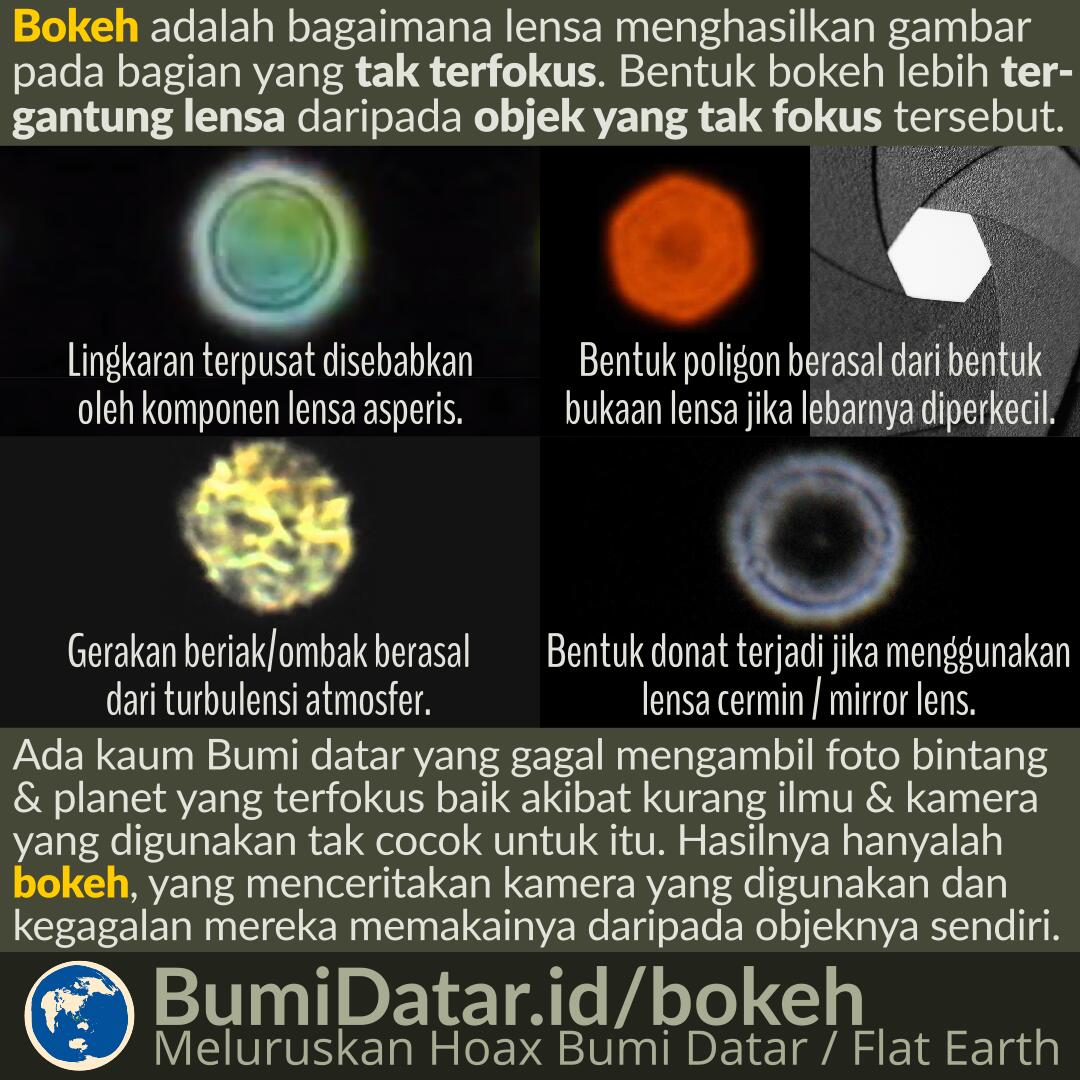 Bokeh adalah bagaimana lensa menghasilkan gambar
pada bagian yang tak terfokus. Bentuk bokeh lebih ter-
gantung lensa daripada objek yang tak fokus tersebut.
Lingkaran terpusat disebabkan
oleh komponen lensa asperis.
Bentuk poligon berasal dari bentuk
bukaan lensa jika lebarnya diperkecil.
Gerakan beriak/ombak berasal
dari turbulensi atmosfer.
Bentuk donat terjadi jika menggunakan
lensa cermin / mirror lens.
Ada kaum Bumi datar yang gagal mengambil foto bintang
& planet yang terfokus baik akibat kurang ilmu & kamera
yang digunakan tak cocok untuk itu. Hasilnya hanyalah
bokeh, yang menceritakan kamera yang digunakan dan
kegagalan mereka memakainya daripada objeknya sendiri.
BumiDatar.id/bokeh
Meluruskan Hoax Bumi Datar / Flat Earth